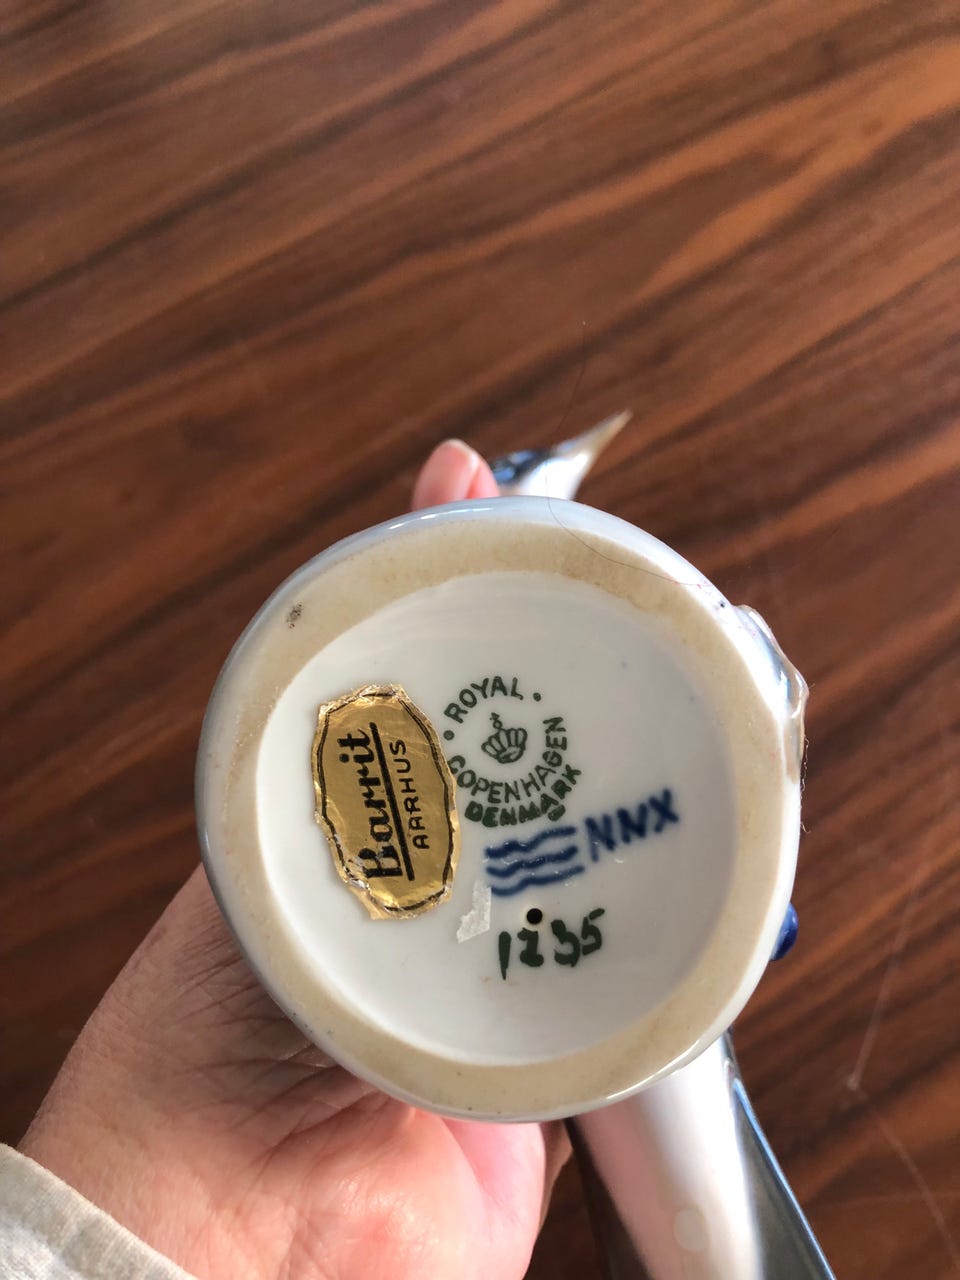 Barrit
AARHUS
ROYAL
COPENHAGEN
DENMARK
NNX
1235